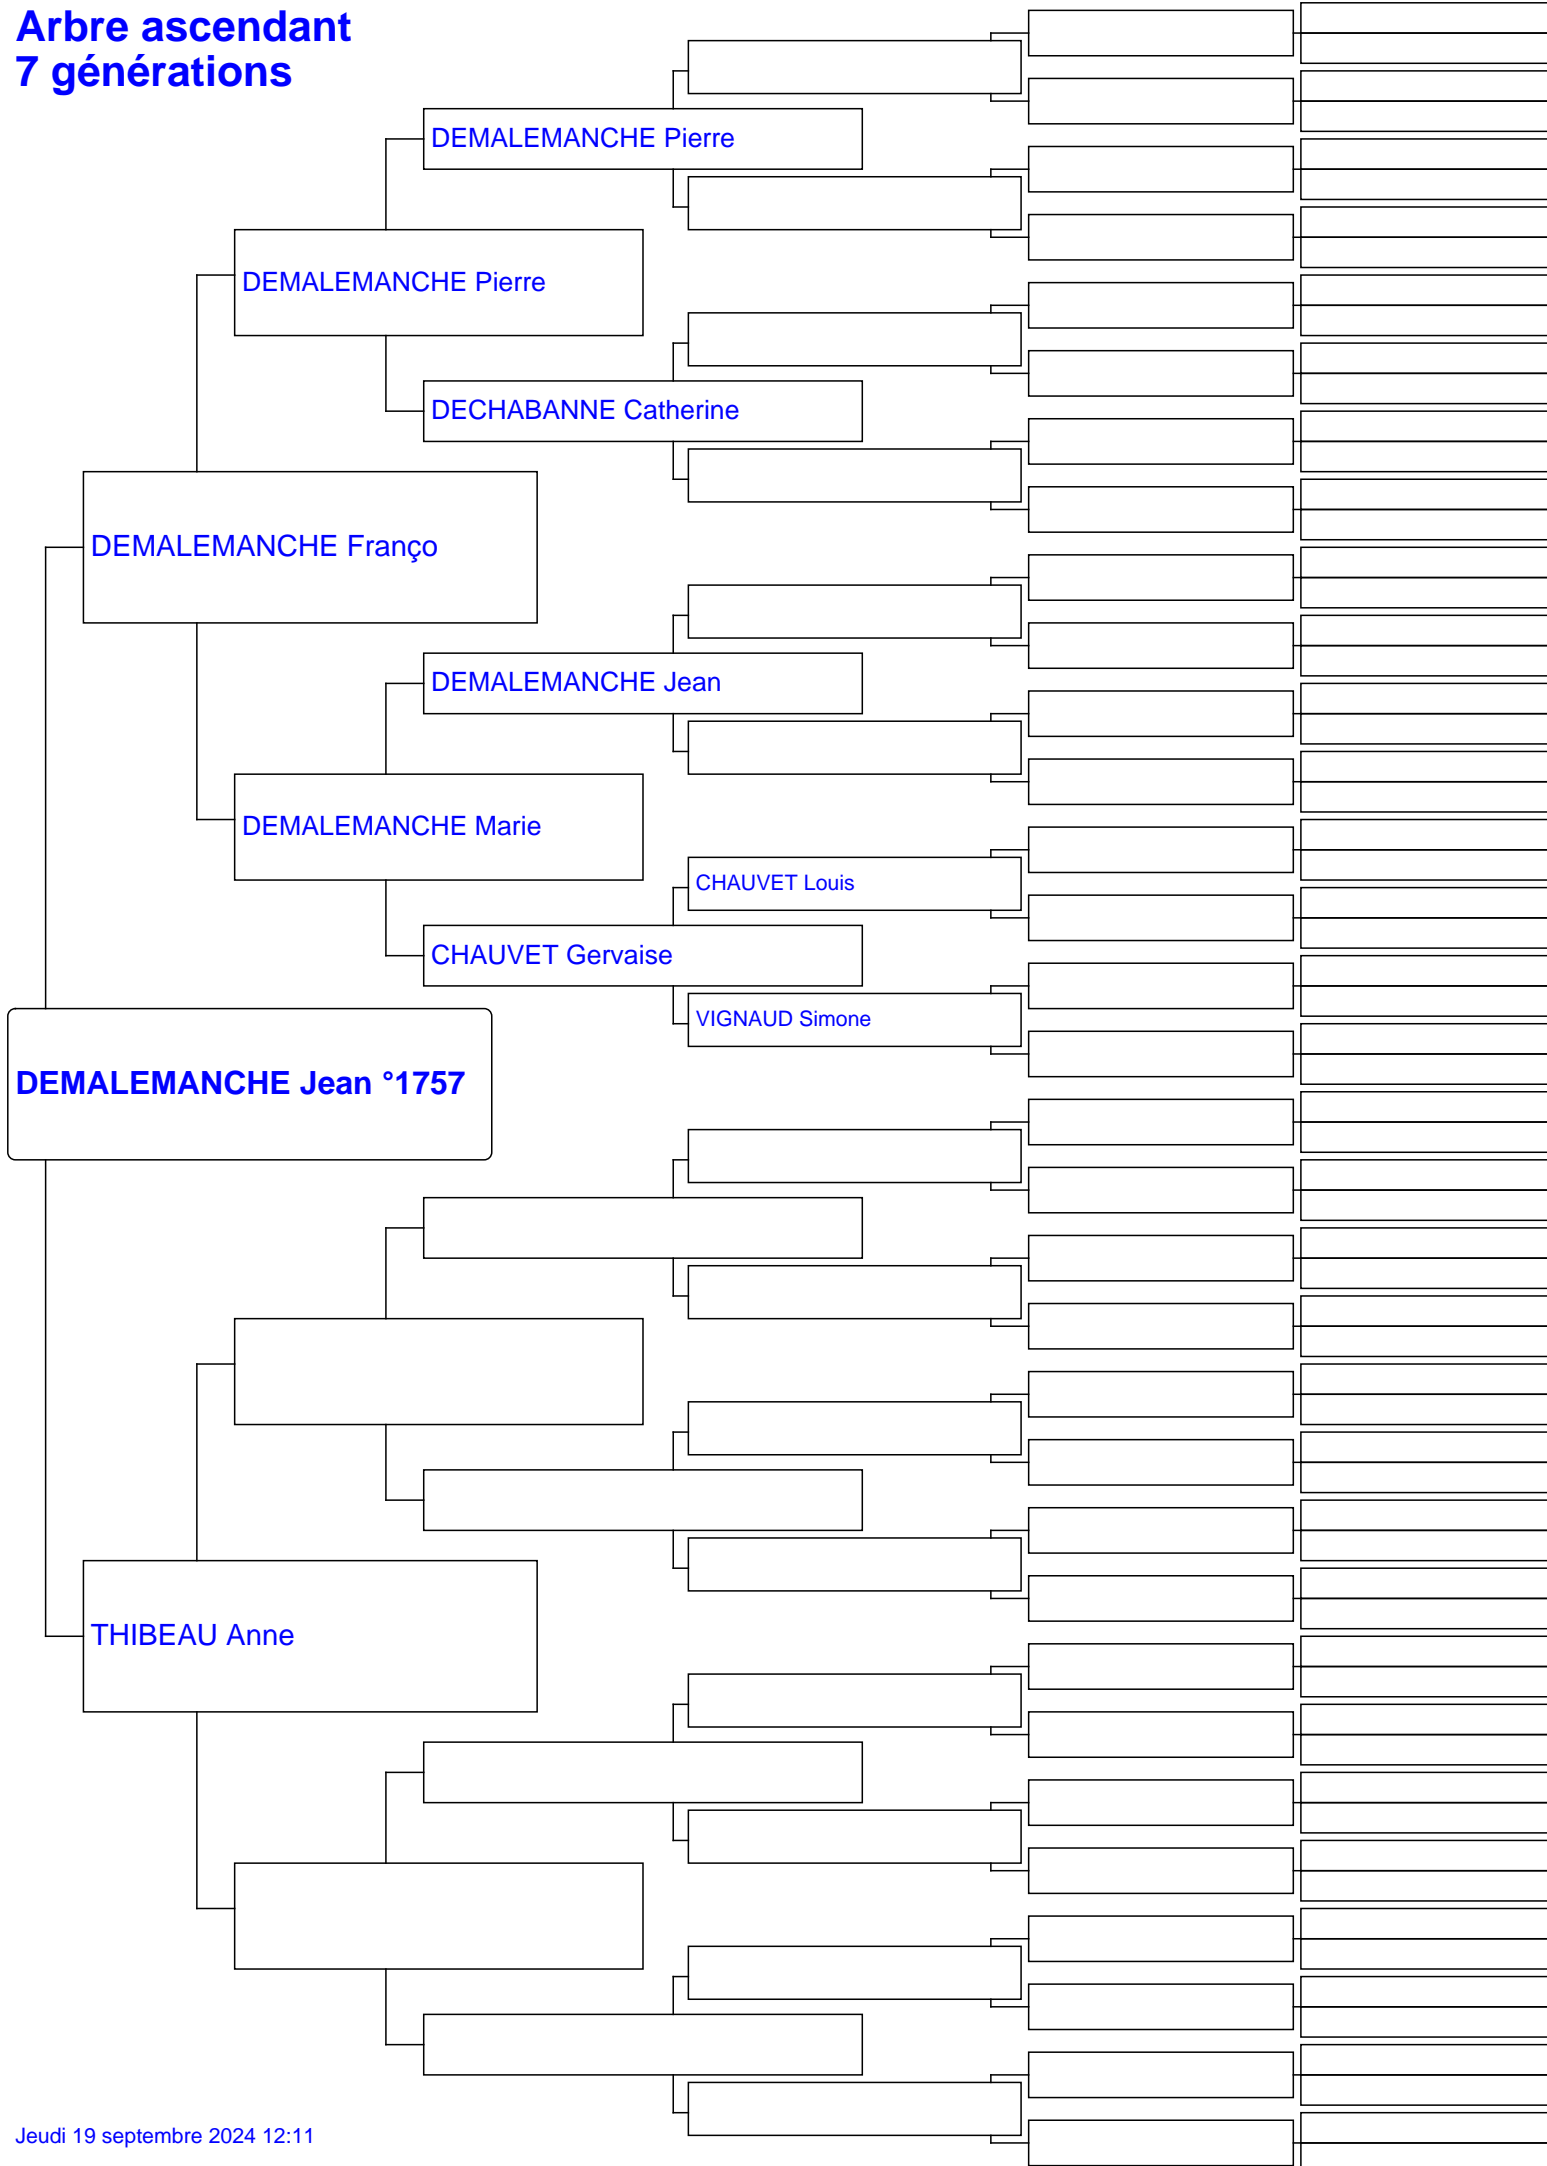 Arbre ascendant
7 générations
DEMALEMANCHE Pierre
DEMALEMANCHE Pierre
DECHABANNE Catherine
DEMALEMANCHE Franço
DEMALEMANCHE Jean
DEMALEMANCHE Marie
CHAUVET Louis
CHAUVET Gervaise
VIGNAUD Simone
DEMALEMANCHE Jean °1757
THIBEAU Anne
Jeudi 19 septembre 2024 12:11